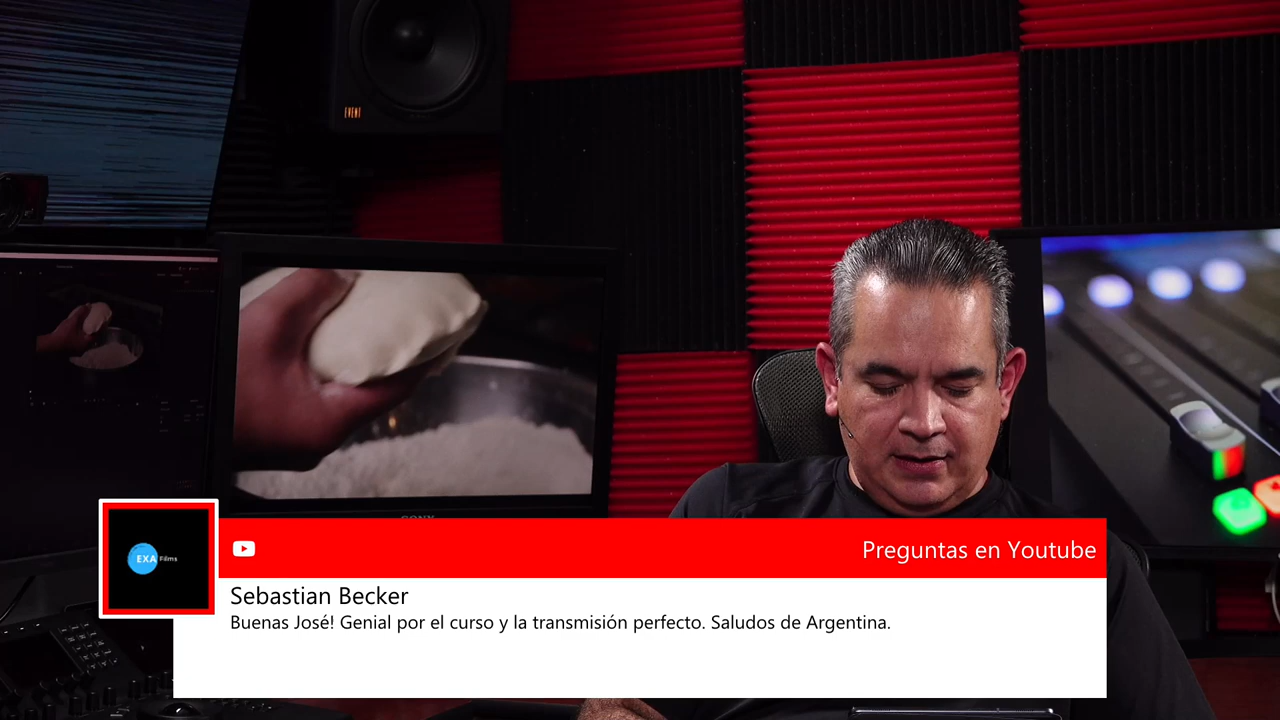 EVENT
EXA Films
Preguntas en Youtube
Sebastian Becker
Buenas José! Genial por el curso y la transmisión perfecto. Saludos de Argentina.